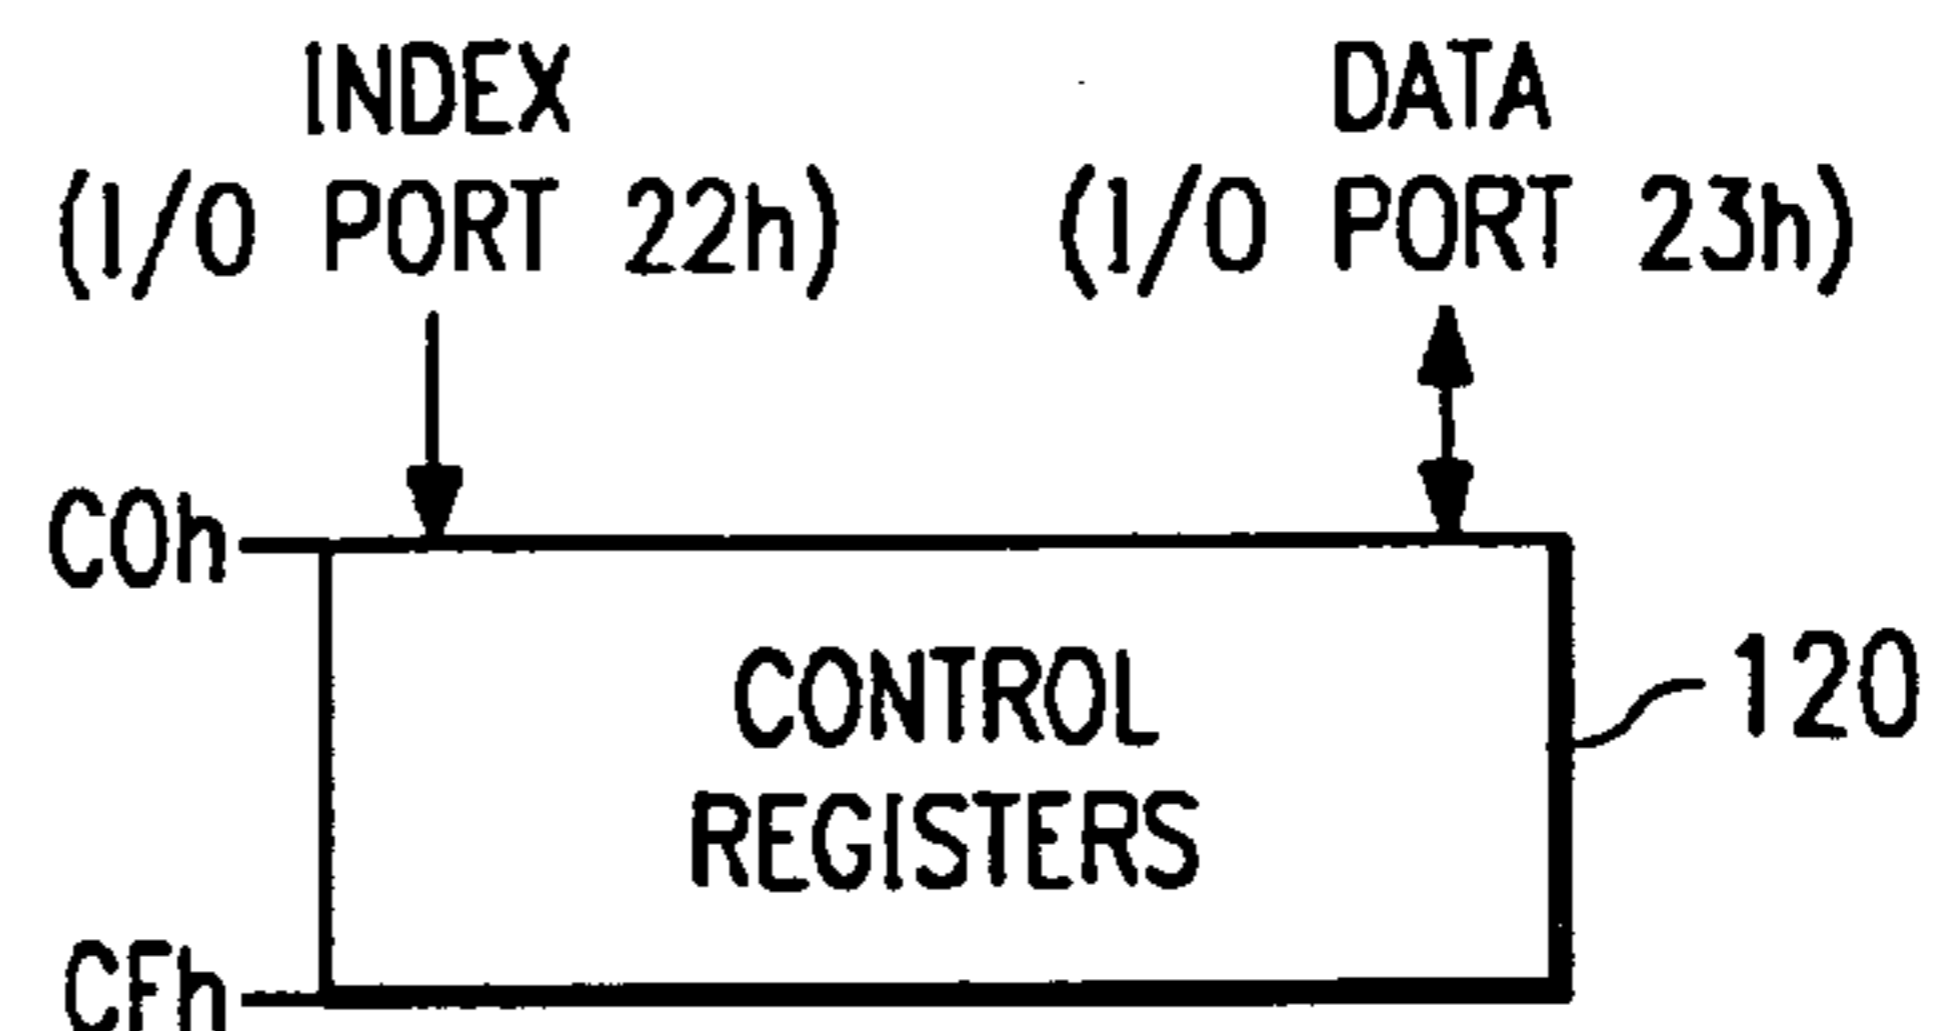 INDEX
(I/O PORT 22h)
DATA
(I/O PORT 23h)
C0h
CONTROL
REGISTERS
120
CFh